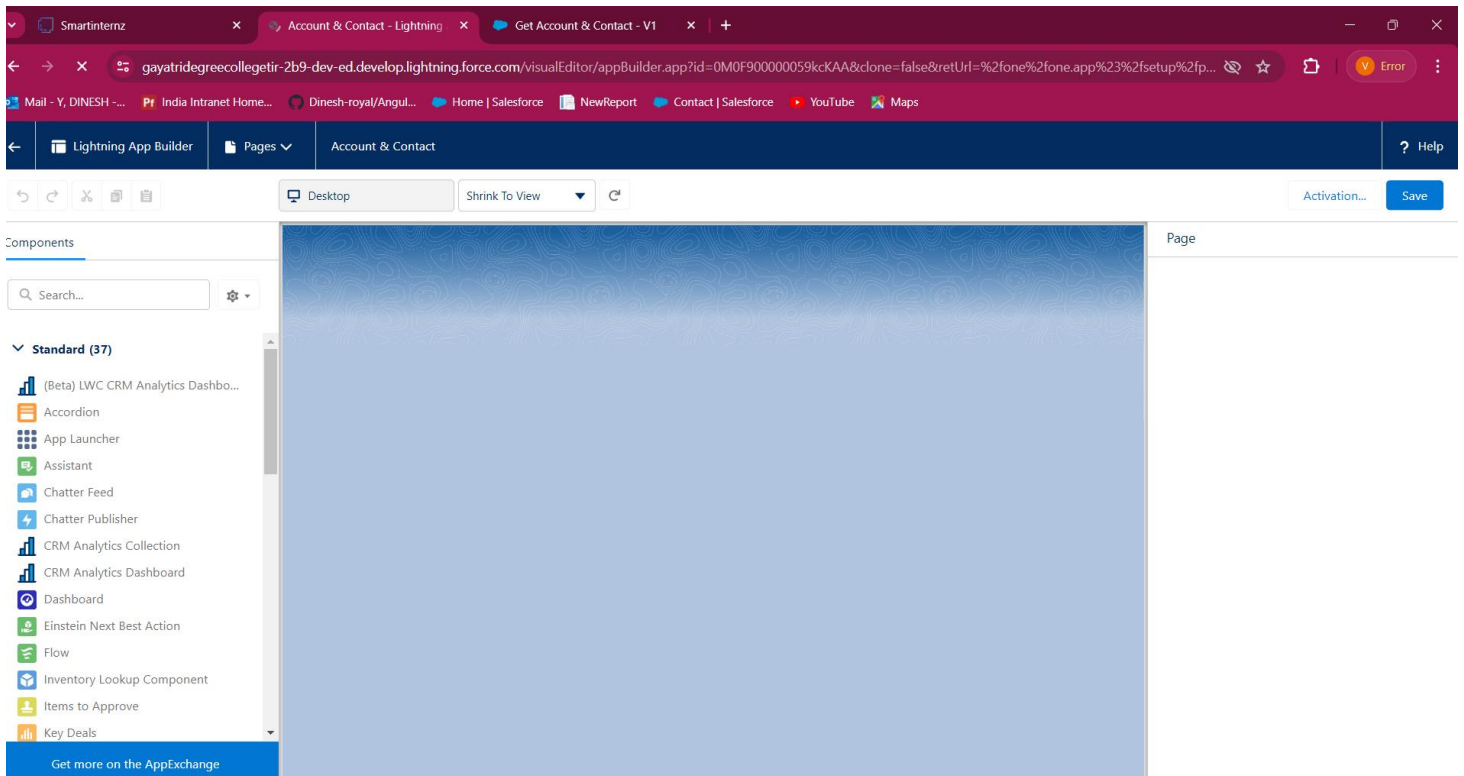 Smartinternz
Account & Contact - Lightning
Get Account & Contact - V1
gayatridegreecollegetir-2b9-dev-ed.develop.lightning.force.com/visualEditor/appBuilder.app?id=0M0F900000059kcKAA&clone=false&retUrl=%2fone%2fone.app%23%2fsetup%2fp...
V Error
Mail - Y, DINESH -...
India Intranet Home...
Dinesh-royal/Angul...
Home | Salesforce
NewReport
Contact | Salesforce
YouTube
Maps
Lightning App Builder
Pages
Account & Contact
? Help
Desktop
Shrink To View
Activation...
Save
Components
Page
Search...
Standard (37)
(Beta) LWC CRM Analytics Dashbo...
Accordion
App Launcher
Assistant
Chatter Feed
Chatter Publisher
CRM Analytics Collection
CRM Analytics Dashboard
Dashboard
Einstein Next Best Action
Flow
Inventory Lookup Component
Items to Approve
Key Deals
Get more on the AppExchange